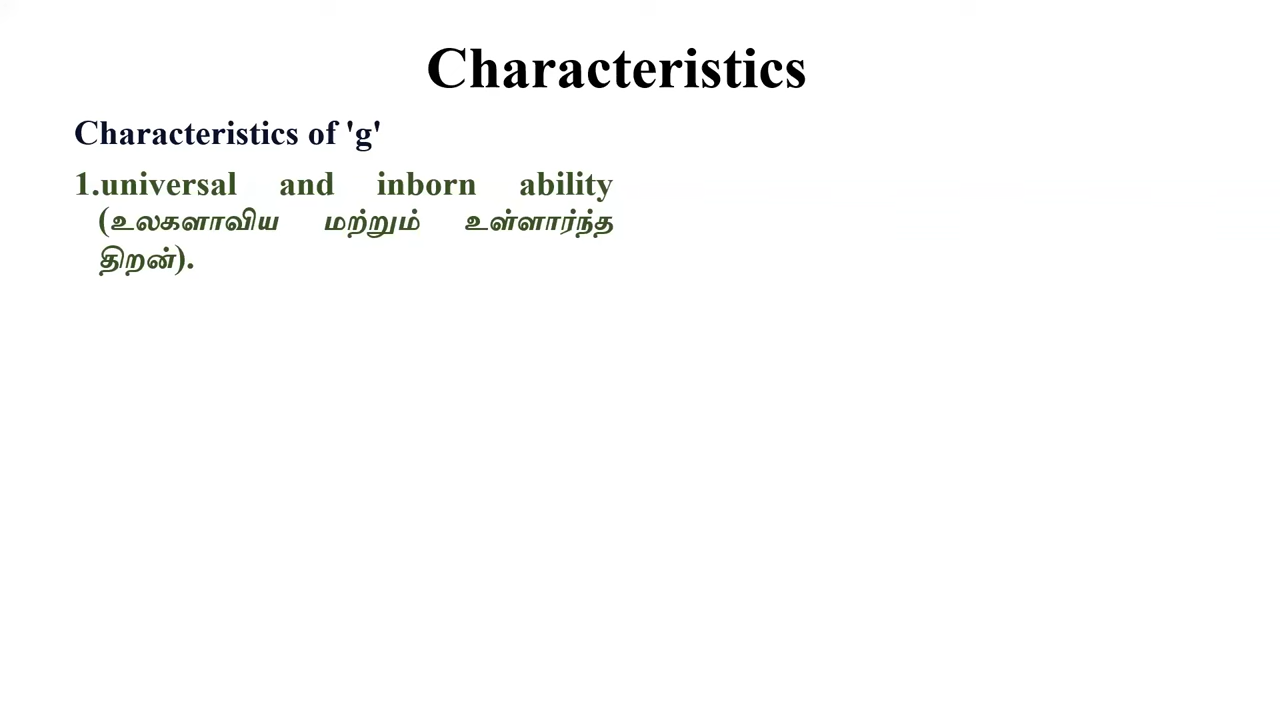 Characteristics
Characteristics of 'g'
1.universal and inborn ability
(உலகளாவிய மற்றும் உள்ளார்ந்த
திறன்).